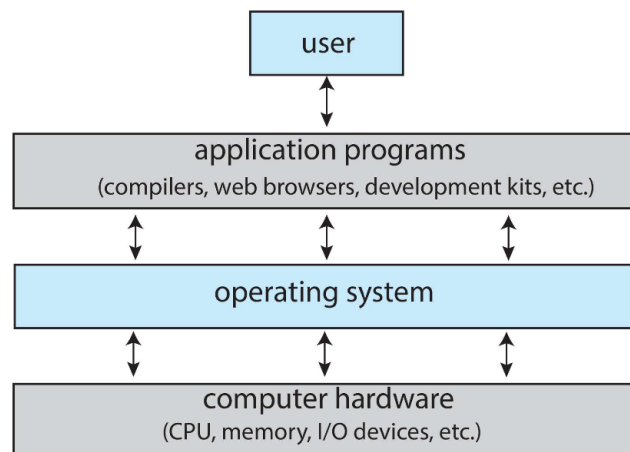 user
application programs
(compilers, web browsers, development kits, etc.)
operating system
computer hardware
(CPU, memory, I/O devices, etc.)